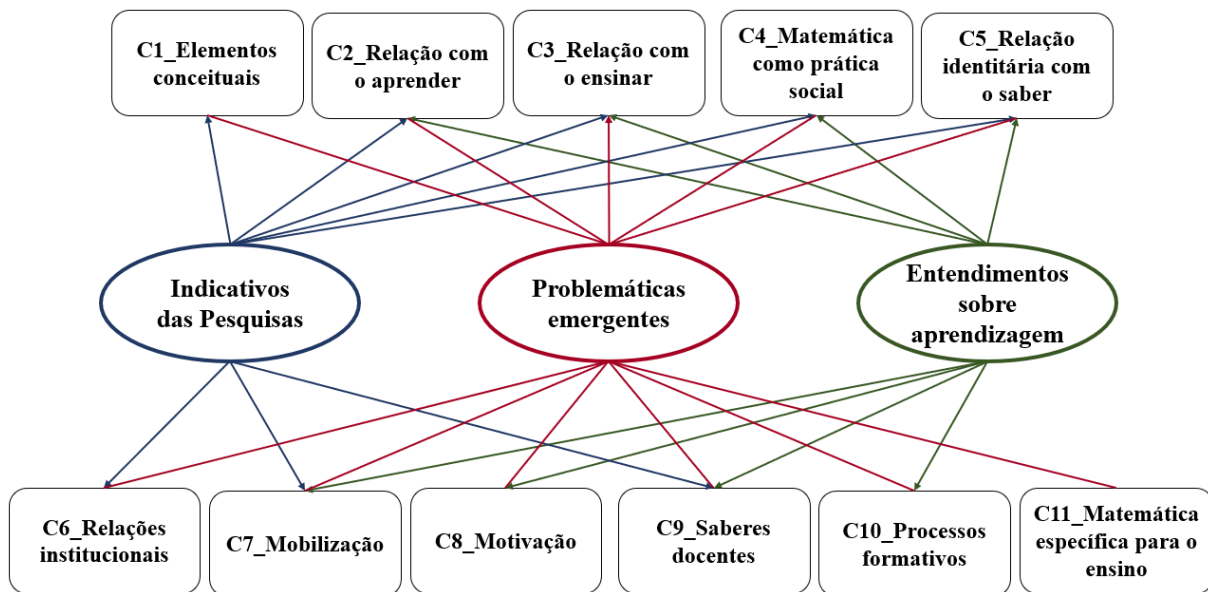 C1_Elementos
conceituais
C2_Relação com
o aprender
C3_Relação com
o ensinar
C4_Matemática
como prática
social
C5_Relação
identitária com
o saber
Indicativos
das Pesquisas
Problemáticas
emergentes
Entendimentos
sobre
aprendizagem
C6_Relações
institucionais
C7_Mobilização
C8_Motivação
C9_Saberes
docentes
C10_Processos
formativos
C11_Matemática
específica para o
ensino